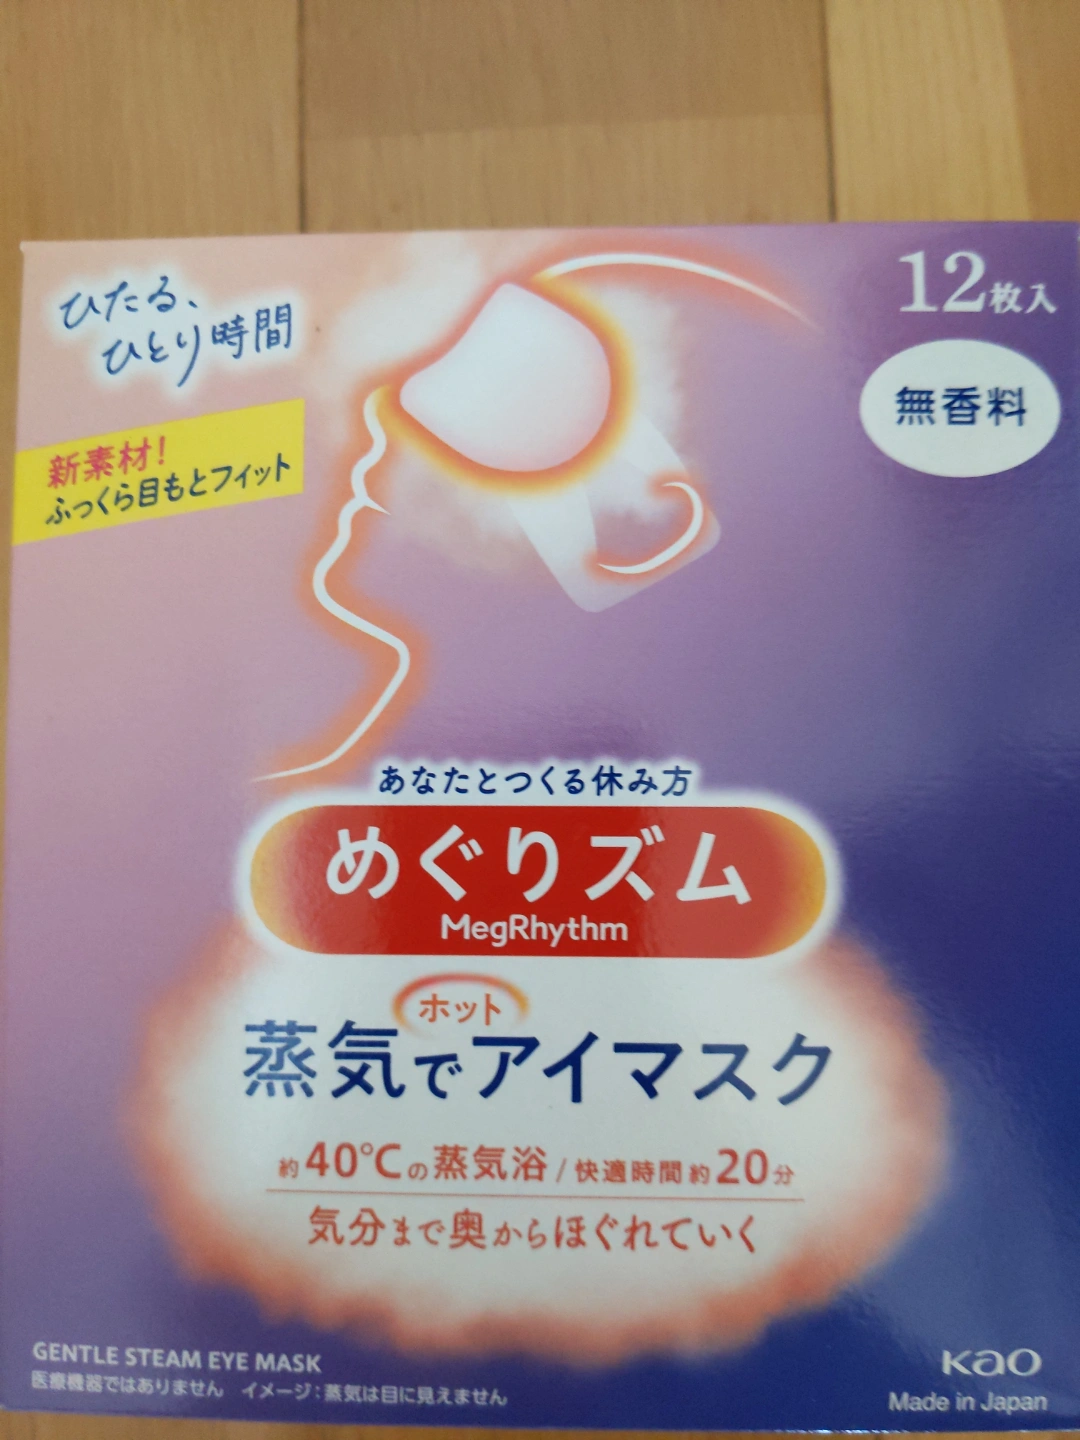 ひたる、
ひとり時間
12枚入
無香料
新素材!
ふっくら目もとフィット
あなたとつくる休み方
めぐりズム
MegRhythm
ホット
蒸気でアイマスク
約40℃の蒸気浴/快適時間約20分
気分まで奥からほぐれていく
GENTLE STEAM EYE MASK
医療機器ではありません イメージ:蒸気は目に見えません
Kao
Made in Japan